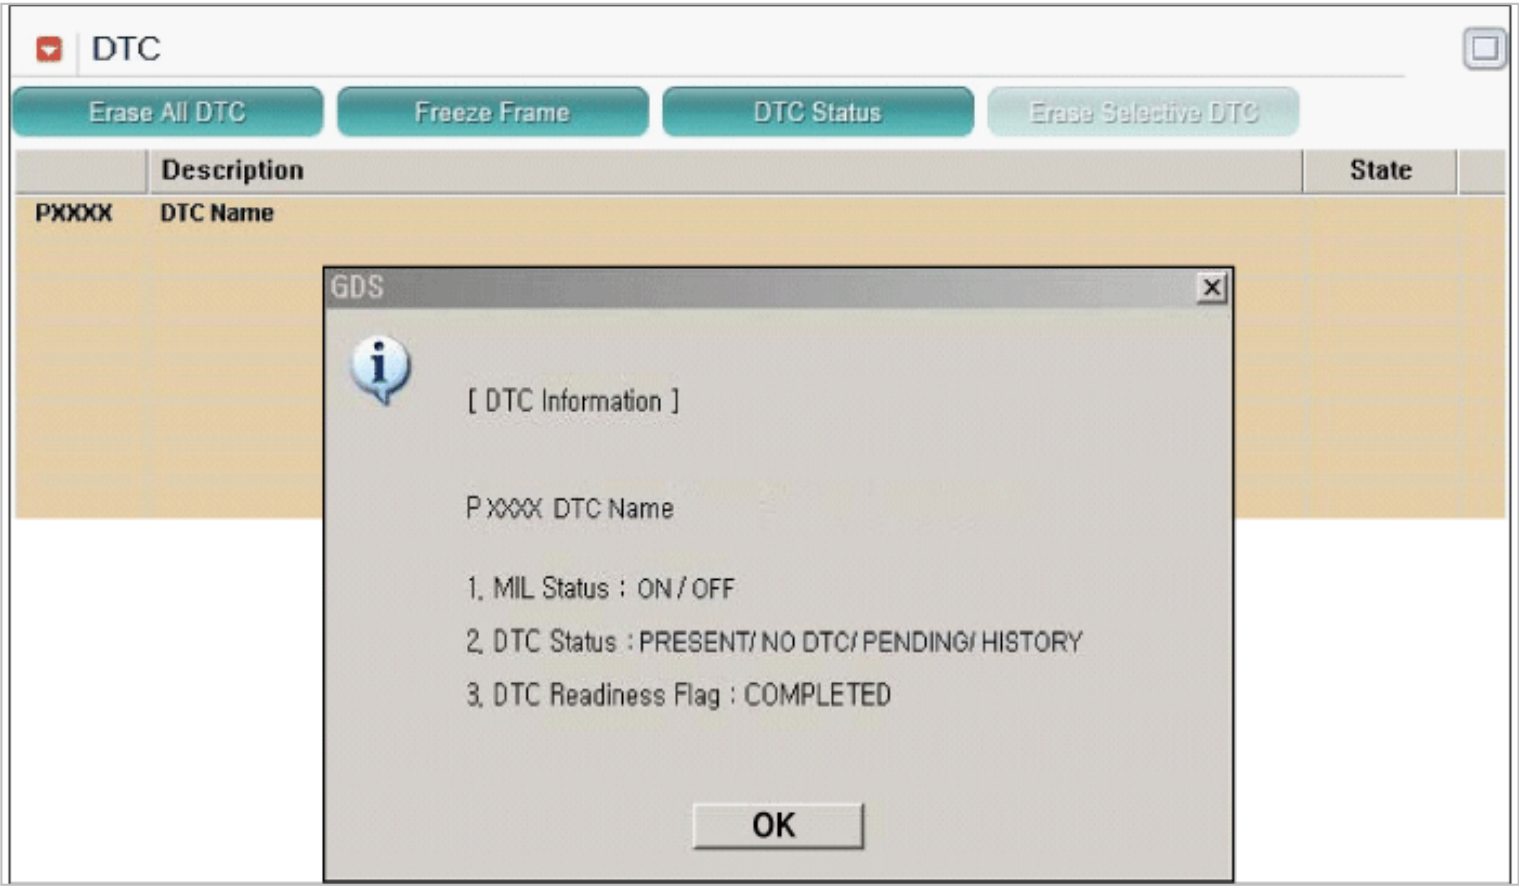 DTC
Erase All DTC Freeze Frame DTC Status Erase Selective DTC
Description State
PXXXX DTC Name
GDS
[ DTC Information ]
PXXXX DTC Name
1. MIL Status : ON / OFF
2. DTC Status : PRESENT/ NO DTC/ PENDING/ HISTORY
3. DTC Readiness Flag : COMPLETED
OK